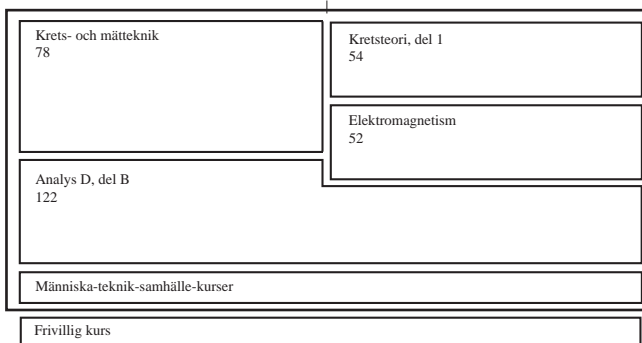 Krets- och mätteknik
78
Kretsteori, del 1
54
Elektromagnetism
52
Analys D, del B
122
Människa-teknik-samhälle-kurser
Frivillig kurs